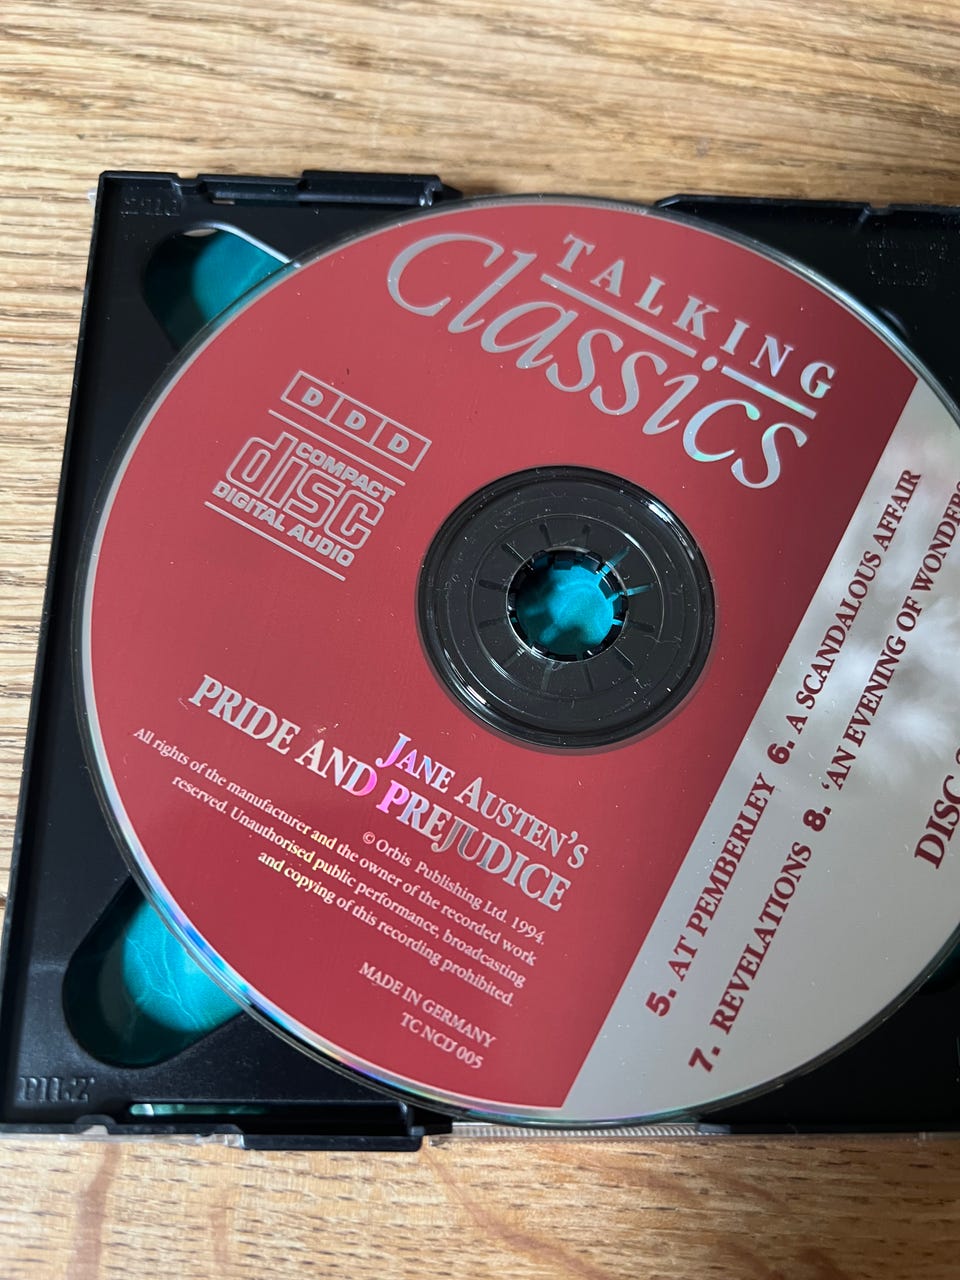 TALKING
Classics
DDD
COMPACT
disc
DIGITAL AUDIO
JANE AUSTEN'S
PRIDE AND PREJUDICE
© Orbis Publishing Ltd. 1994.
All rights of the manufacturer and the owner of the recorded work
reserved. Unauthorised public performance, broadcasting
and copying of this recording prohibited.
MADE IN GERMANY
TC NCD 005
5. AT PEMBERLEY 6. A SCANDALOUS AFFAIR
7. REVELATIONS 8. 'AN EVENING OF WONDERS
DISC
PILZ